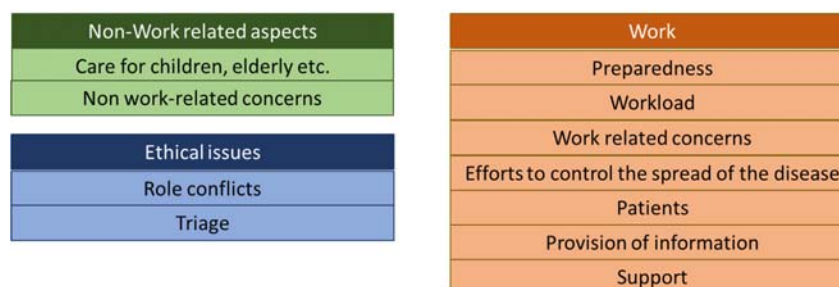 Non-Work related aspects
Care for children, elderly etc.
Non work-related concerns
Ethical issues
Role conflicts
Triage
Work
Preparedness
Workload
Work related concerns
Efforts to control the spread of the disease
Patients
Provision of information
Support